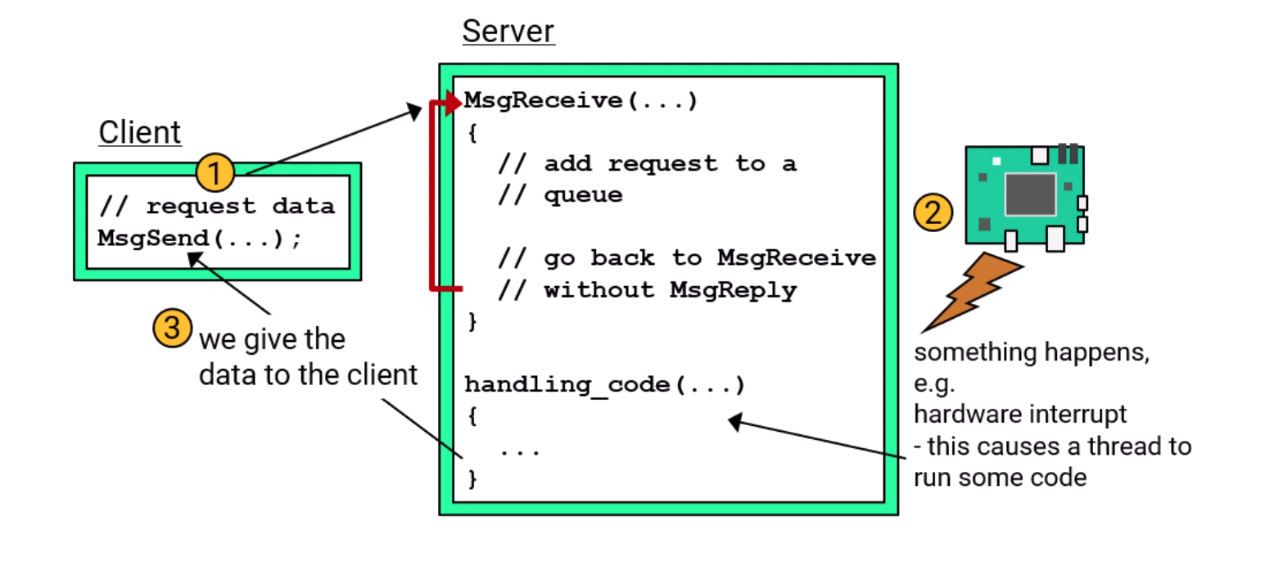 Server
MsgReceive(...)
{
// add request to a
// queue
// go back to MsgReceive
// without MsgReply
}
handling_code(...)
{
...
}
Client
1
// request data
MsgSend(...);
3
we give the
data to the client
2
something happens,
e.g.
hardware interrupt
- this causes a thread to
run some code